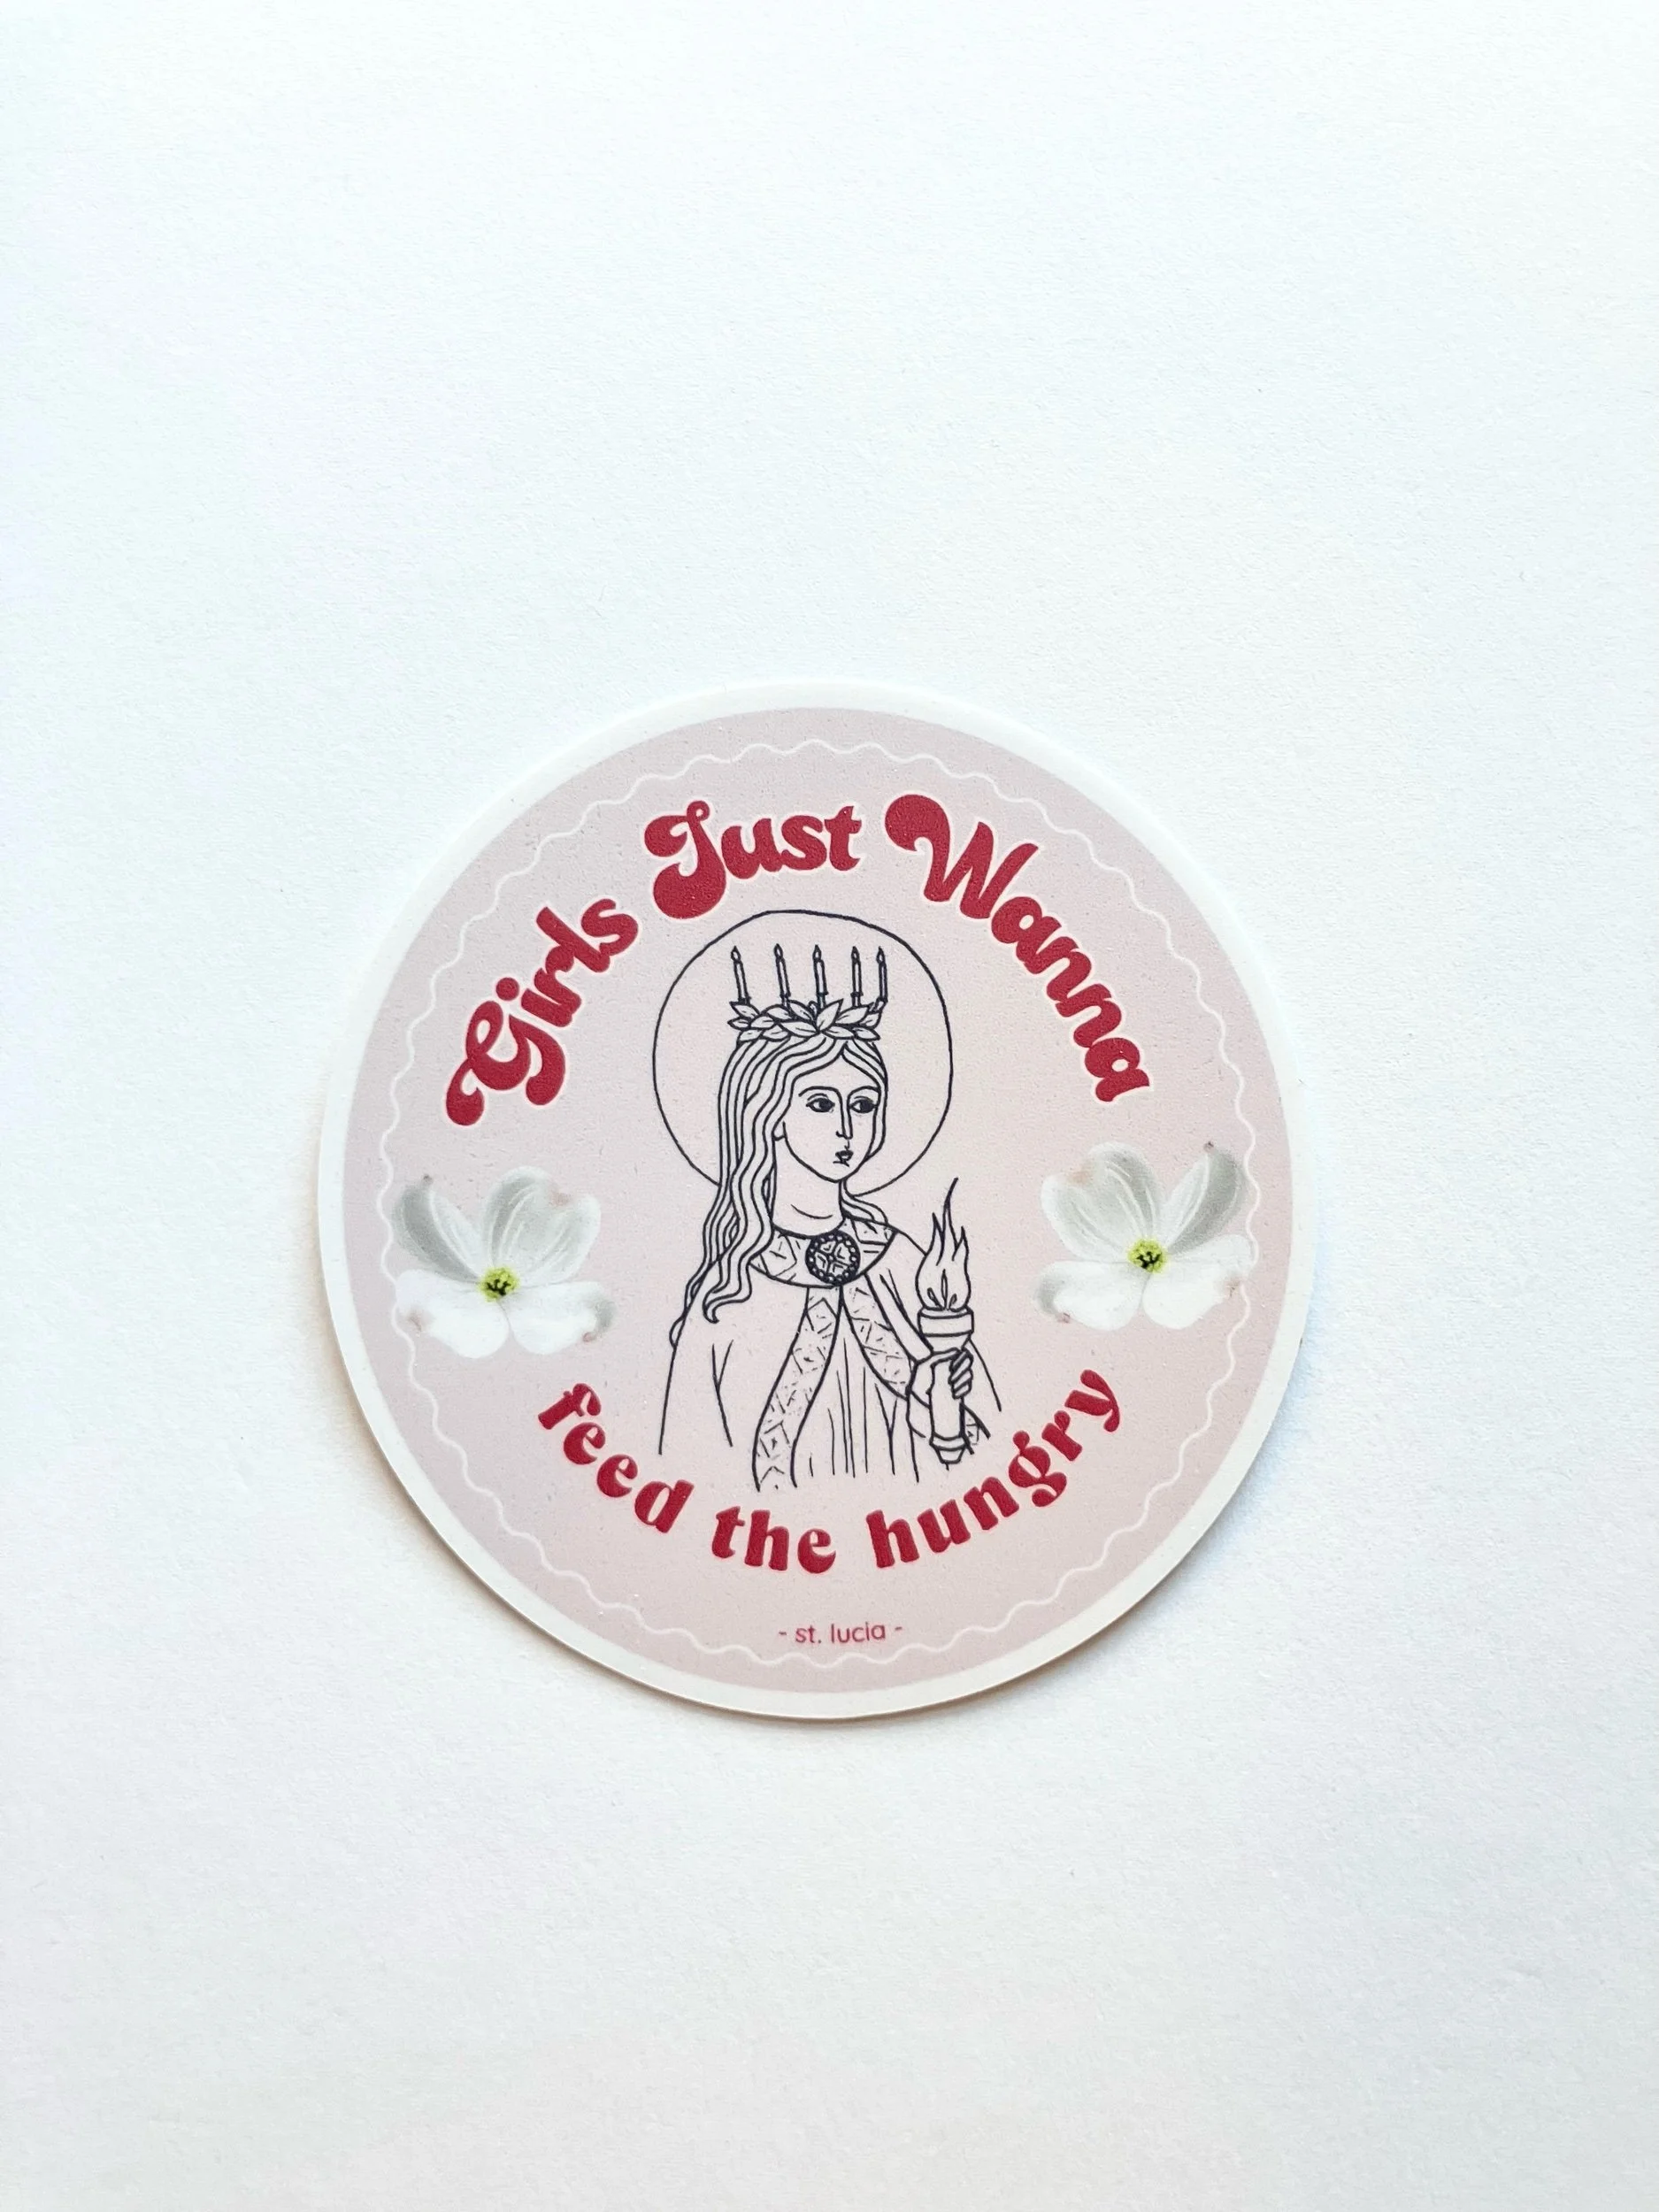 Girls Just Wanna
feed the hungry
- st. lucia -